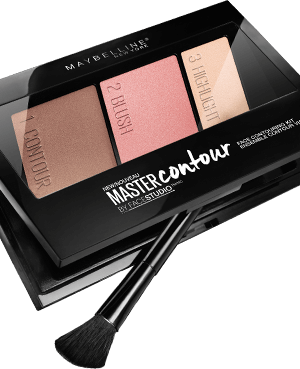 MAYBELLINE
NEW YORK
1 CONTOUR
2 BLUSH
3 HIGHLIGHT
NEW/NOUVEAU
MASTER contour
BY FACESTUDIO
FACE CONTOURING KIT
ENSEMBLE CONTOUR